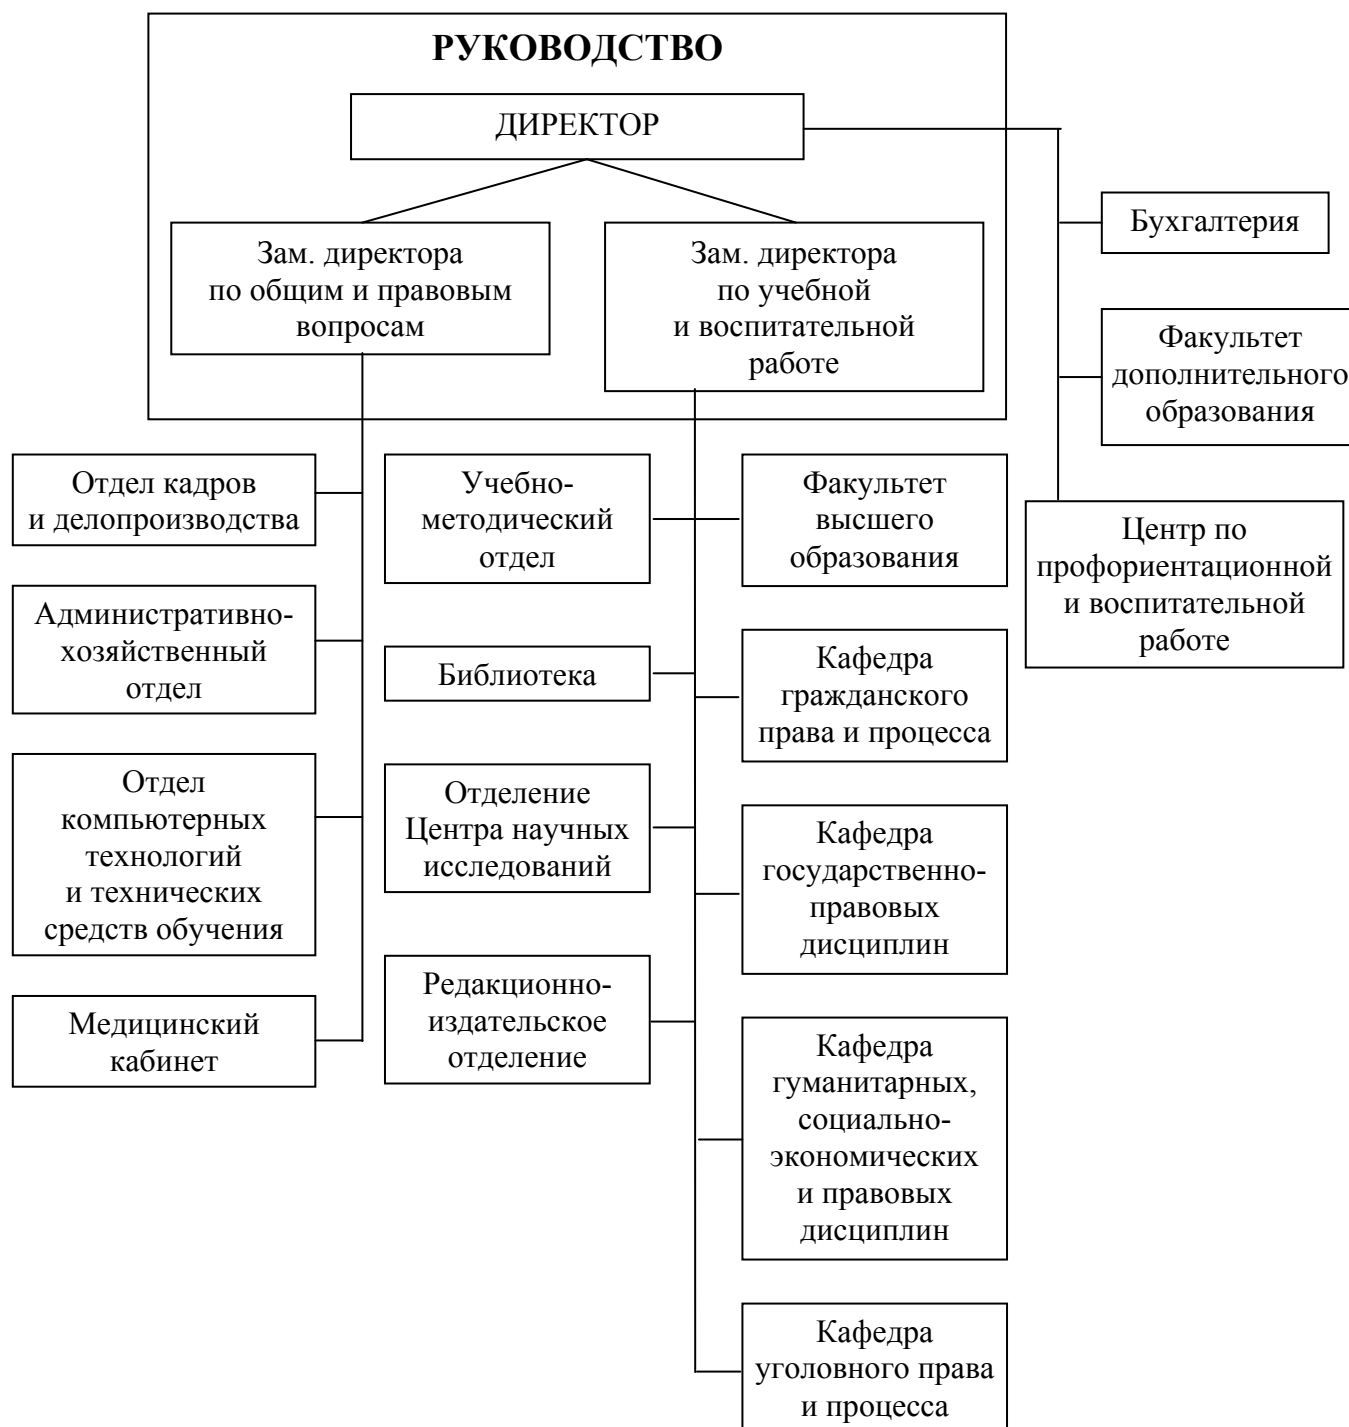 РУКОВОДСТВО
ДИРЕКТОР
Зам. директора
по общим и правовым
вопросам
Зам. директора
по учебной
и воспитательной
работе
Бухгалтерия
Факультет
дополнительного
образования
Центр по
профориентационной
и воспитательной
работе
Отдел кадров
и делопроизводства
Административно-
хозяйственный
отдел
Отдел
компьютерных
технологий
и технических
средств обучения
Медицинский
кабинет
Учебно-
методический
отдел
Библиотека
Отделение
Центра научных
исследований
Редакционно-
издательское
отделение
Факультет
высшего
образования
Кафедра
гражданского
права и процесса
Кафедра
государственно-
правовых
дисциплин
Кафедра
гуманитарных,
социально-
экономических
и правовых
дисциплин
Кафедра
уголовного права
и процесса